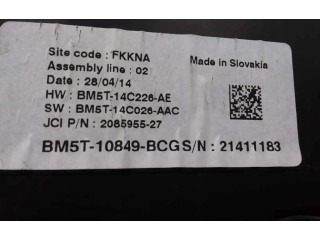 Site code : FKKNA
Made in Slovakia
Assembly line : 02
Date : 28/04/14
HW : BM5T-14C226-AE
SW : BM5T-14C026-AAC
JCI P/N : 2085955-27
BM5T-10849-BCG S/N : 21411183